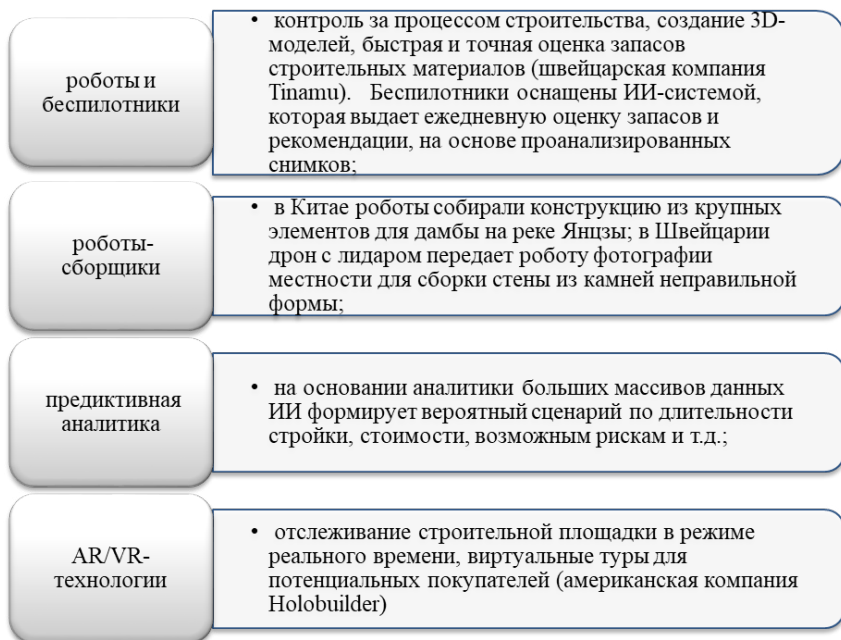 роботы и
беспилотники
• контроль за процессом строительства, создание 3D-
моделей, быстрая и точная оценка запасов
строительных материалов (швейцарская компания
Tinamu). Беспилотники оснащены ИИ-системой,
которая выдает ежедневную оценку запасов и
рекомендации, на основе проанализированных
снимков;
роботы-
сборщики
• в Китае роботы собирали конструкцию из крупных
элементов для дамбы на реке Янцзы; в Швейцарии
дрон с лидаром передает роботу фотографии
местности для сборки стены из камней неправильной
формы;
предиктивная
аналитика
• на основании аналитики больших массивов данных
ИИ формирует вероятный сценарий по длительности
стройки, стоимости, возможным рискам и т.д.;
AR/VR-
технологии
• отслеживание строительной площадки в режиме
реального времени, виртуальные туры для
потенциальных покупателей (американская компания
Holobuilder)